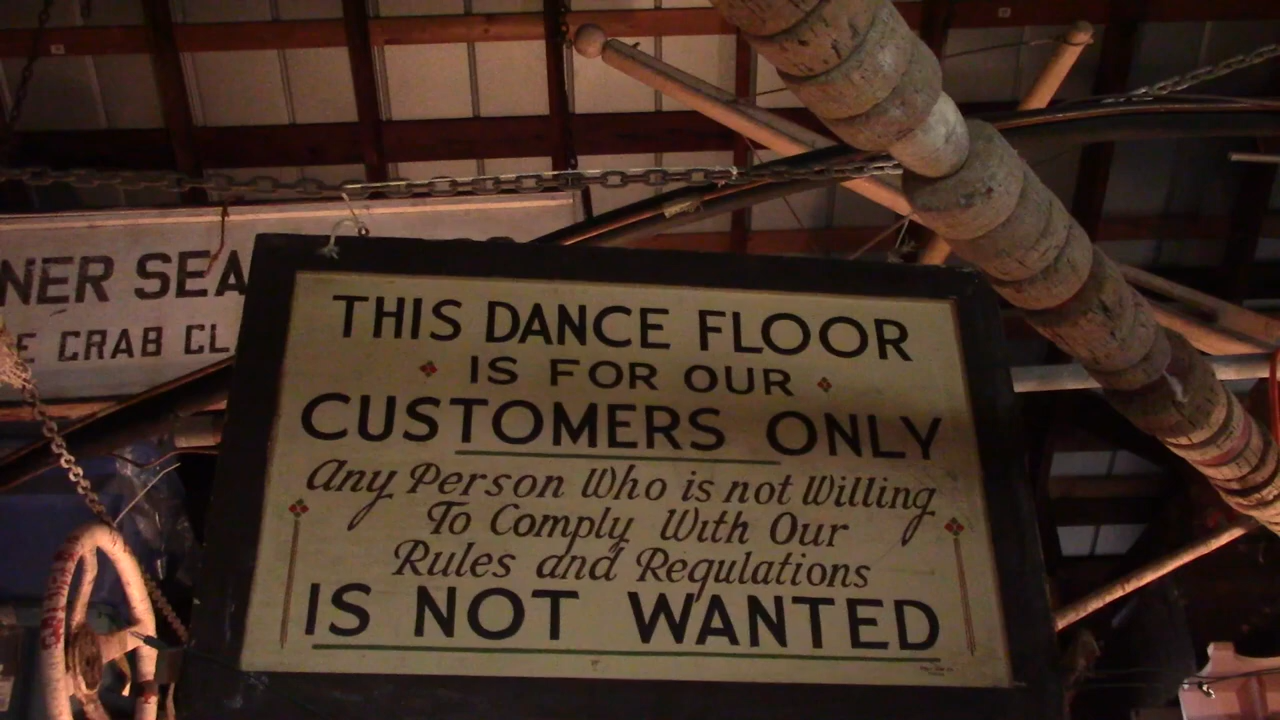 NER SEA
E CRAB CL
THIS DANCE FLOOR
IS FOR OUR
CUSTOMERS ONLY
Any Person Who is not Willing
To Comply With Our
Rules and Regulations
IS NOT WANTED